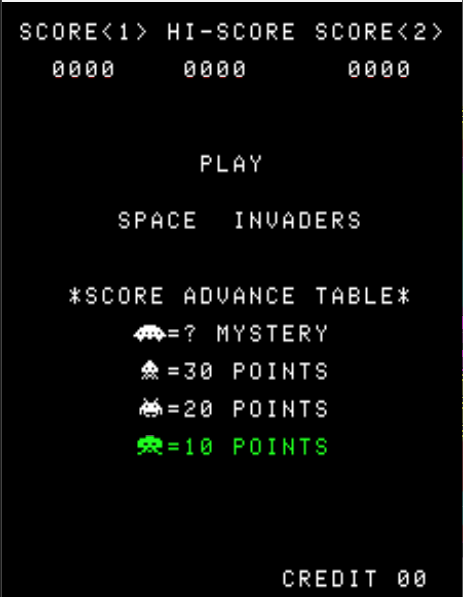 SCORE<1> HI-SCORE SCORE<2>
0000 0000 0000
PLAY
SPACE INVADERS
*SCORE ADVANCE TABLE*
=? MYSTERY
=30 POINTS
=20 POINTS
=10 POINTS
CREDIT 00